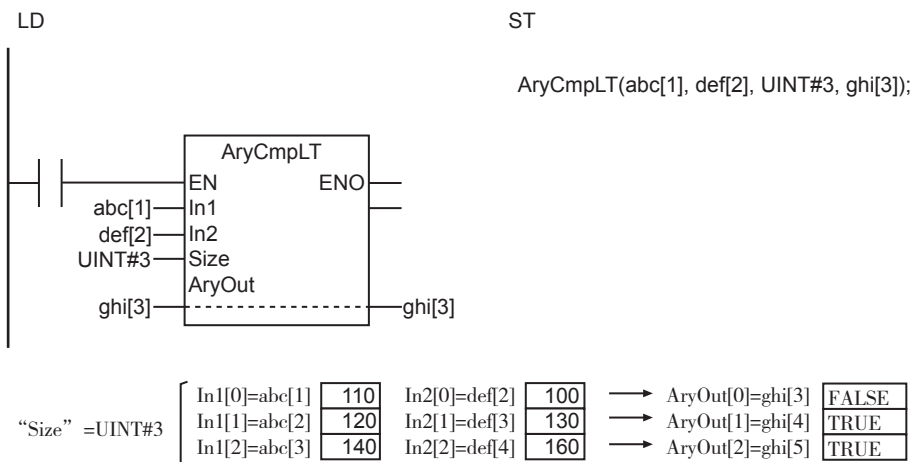 LD ST
AryCmpLT(abc[1], def[2], UINT#3, ghi[3]);
AryCmpLT
EN ENO
abc[1] In1
def[2] In2
UINT#3 Size
AryOut
ghi[3] ghi[3]
In1[0]=abc[1] 110 In2[0]=def[2] 100 → AryOut[0]=ghi[3] FALSE
“Size” =UINT#3 In1[1]=abc[2] 120 In2[1]=def[3] 130 → AryOut[1]=ghi[4] TRUE
In1[2]=abc[3] 140 In2[2]=def[4] 160 → AryOut[2]=ghi[5] TRUE